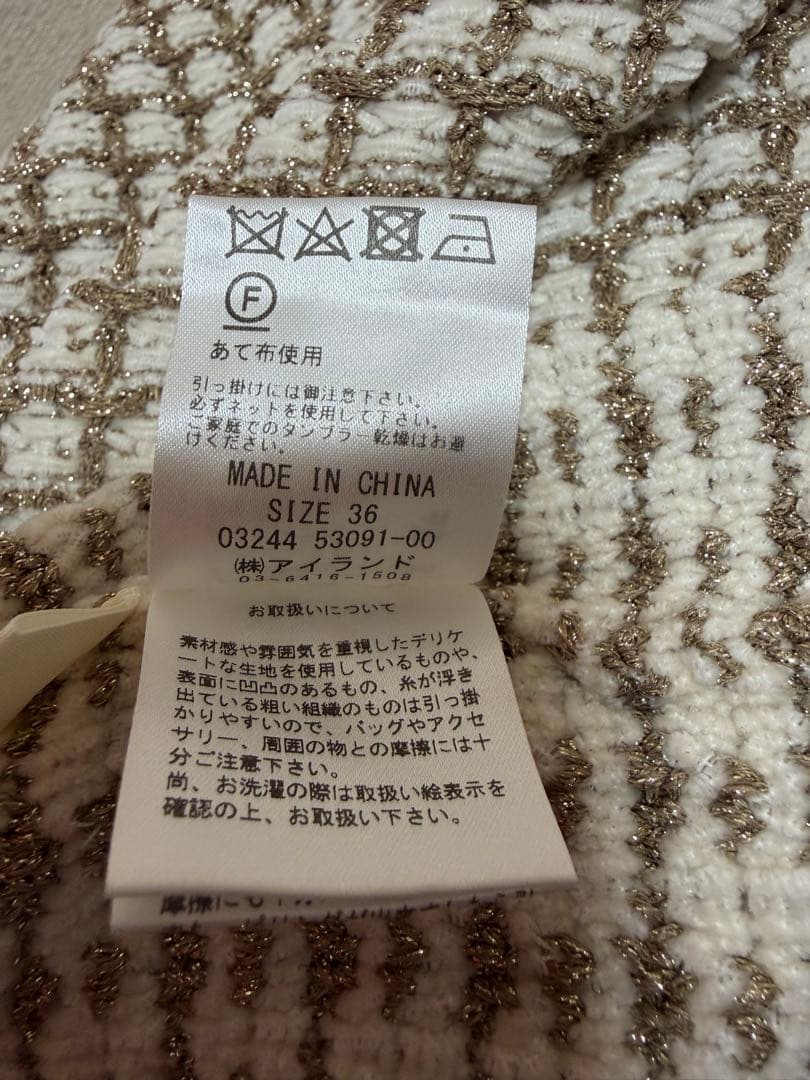 F
あて布使用
引っ掛けには御注意下さい。
必ずネットを使用して下さい。
ご家庭でのタンブラー乾燥はお避
けください。
MADE IN CHINA
SIZE 36
03244 53091-00
(株)アイランド
03-6416-1508
お取扱いについて
素材感や雰囲気を重視したデリケ
ートな生地を使用しているものや、
表面に凹凸のあるもの、糸が浮き
出ている粗い組織のものは引っ掛
かりやすいので、バッグやアクセ
サリー、周囲の物との摩擦には十
分ご注意下さい。
尚、お洗濯の際は取扱い絵表示を
確認の上、お取扱い下さい。
摩擦に